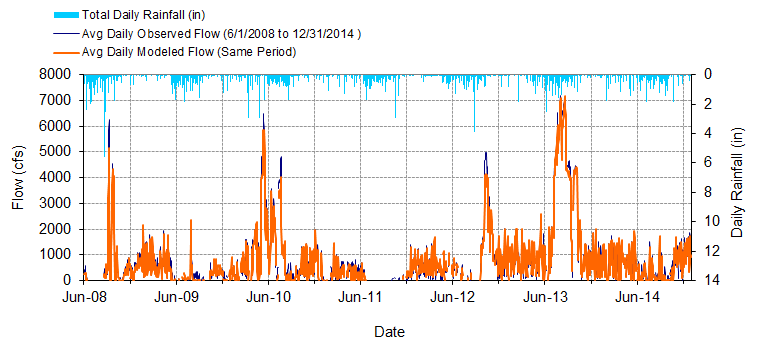 Total Daily Rainfall (in)
Avg Daily Observed Flow (6/1/2008 to 12/31/2014 )
Avg Daily Modeled Flow (Same Period)
8000 0
7000 2
6000 4
5000 6
4000 8
3000 10
2000 12
1000 14
0
Flow (cfs)
Daily Rainfall (in)
Jun-08 Jun-09 Jun-10 Jun-11 Jun-12 Jun-13 Jun-14
Date